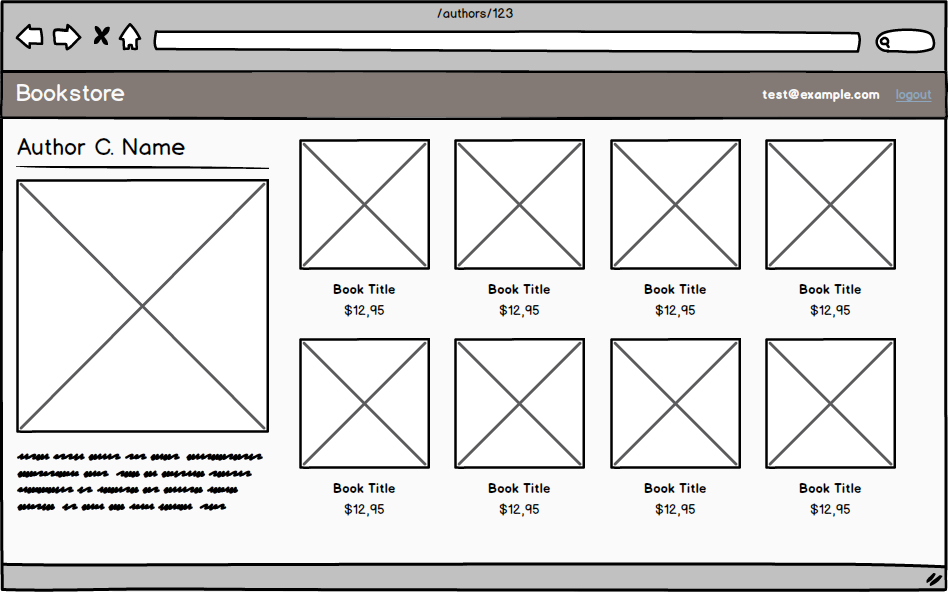 /authors/123
Bookstore
test@example.com logout
Author C. Name
Book Title Book Title Book Title Book Title
$12,95 $12,95 $12,95 $12,95
Book Title Book Title Book Title Book Title
$12,95 $12,95 $12,95 $12,95